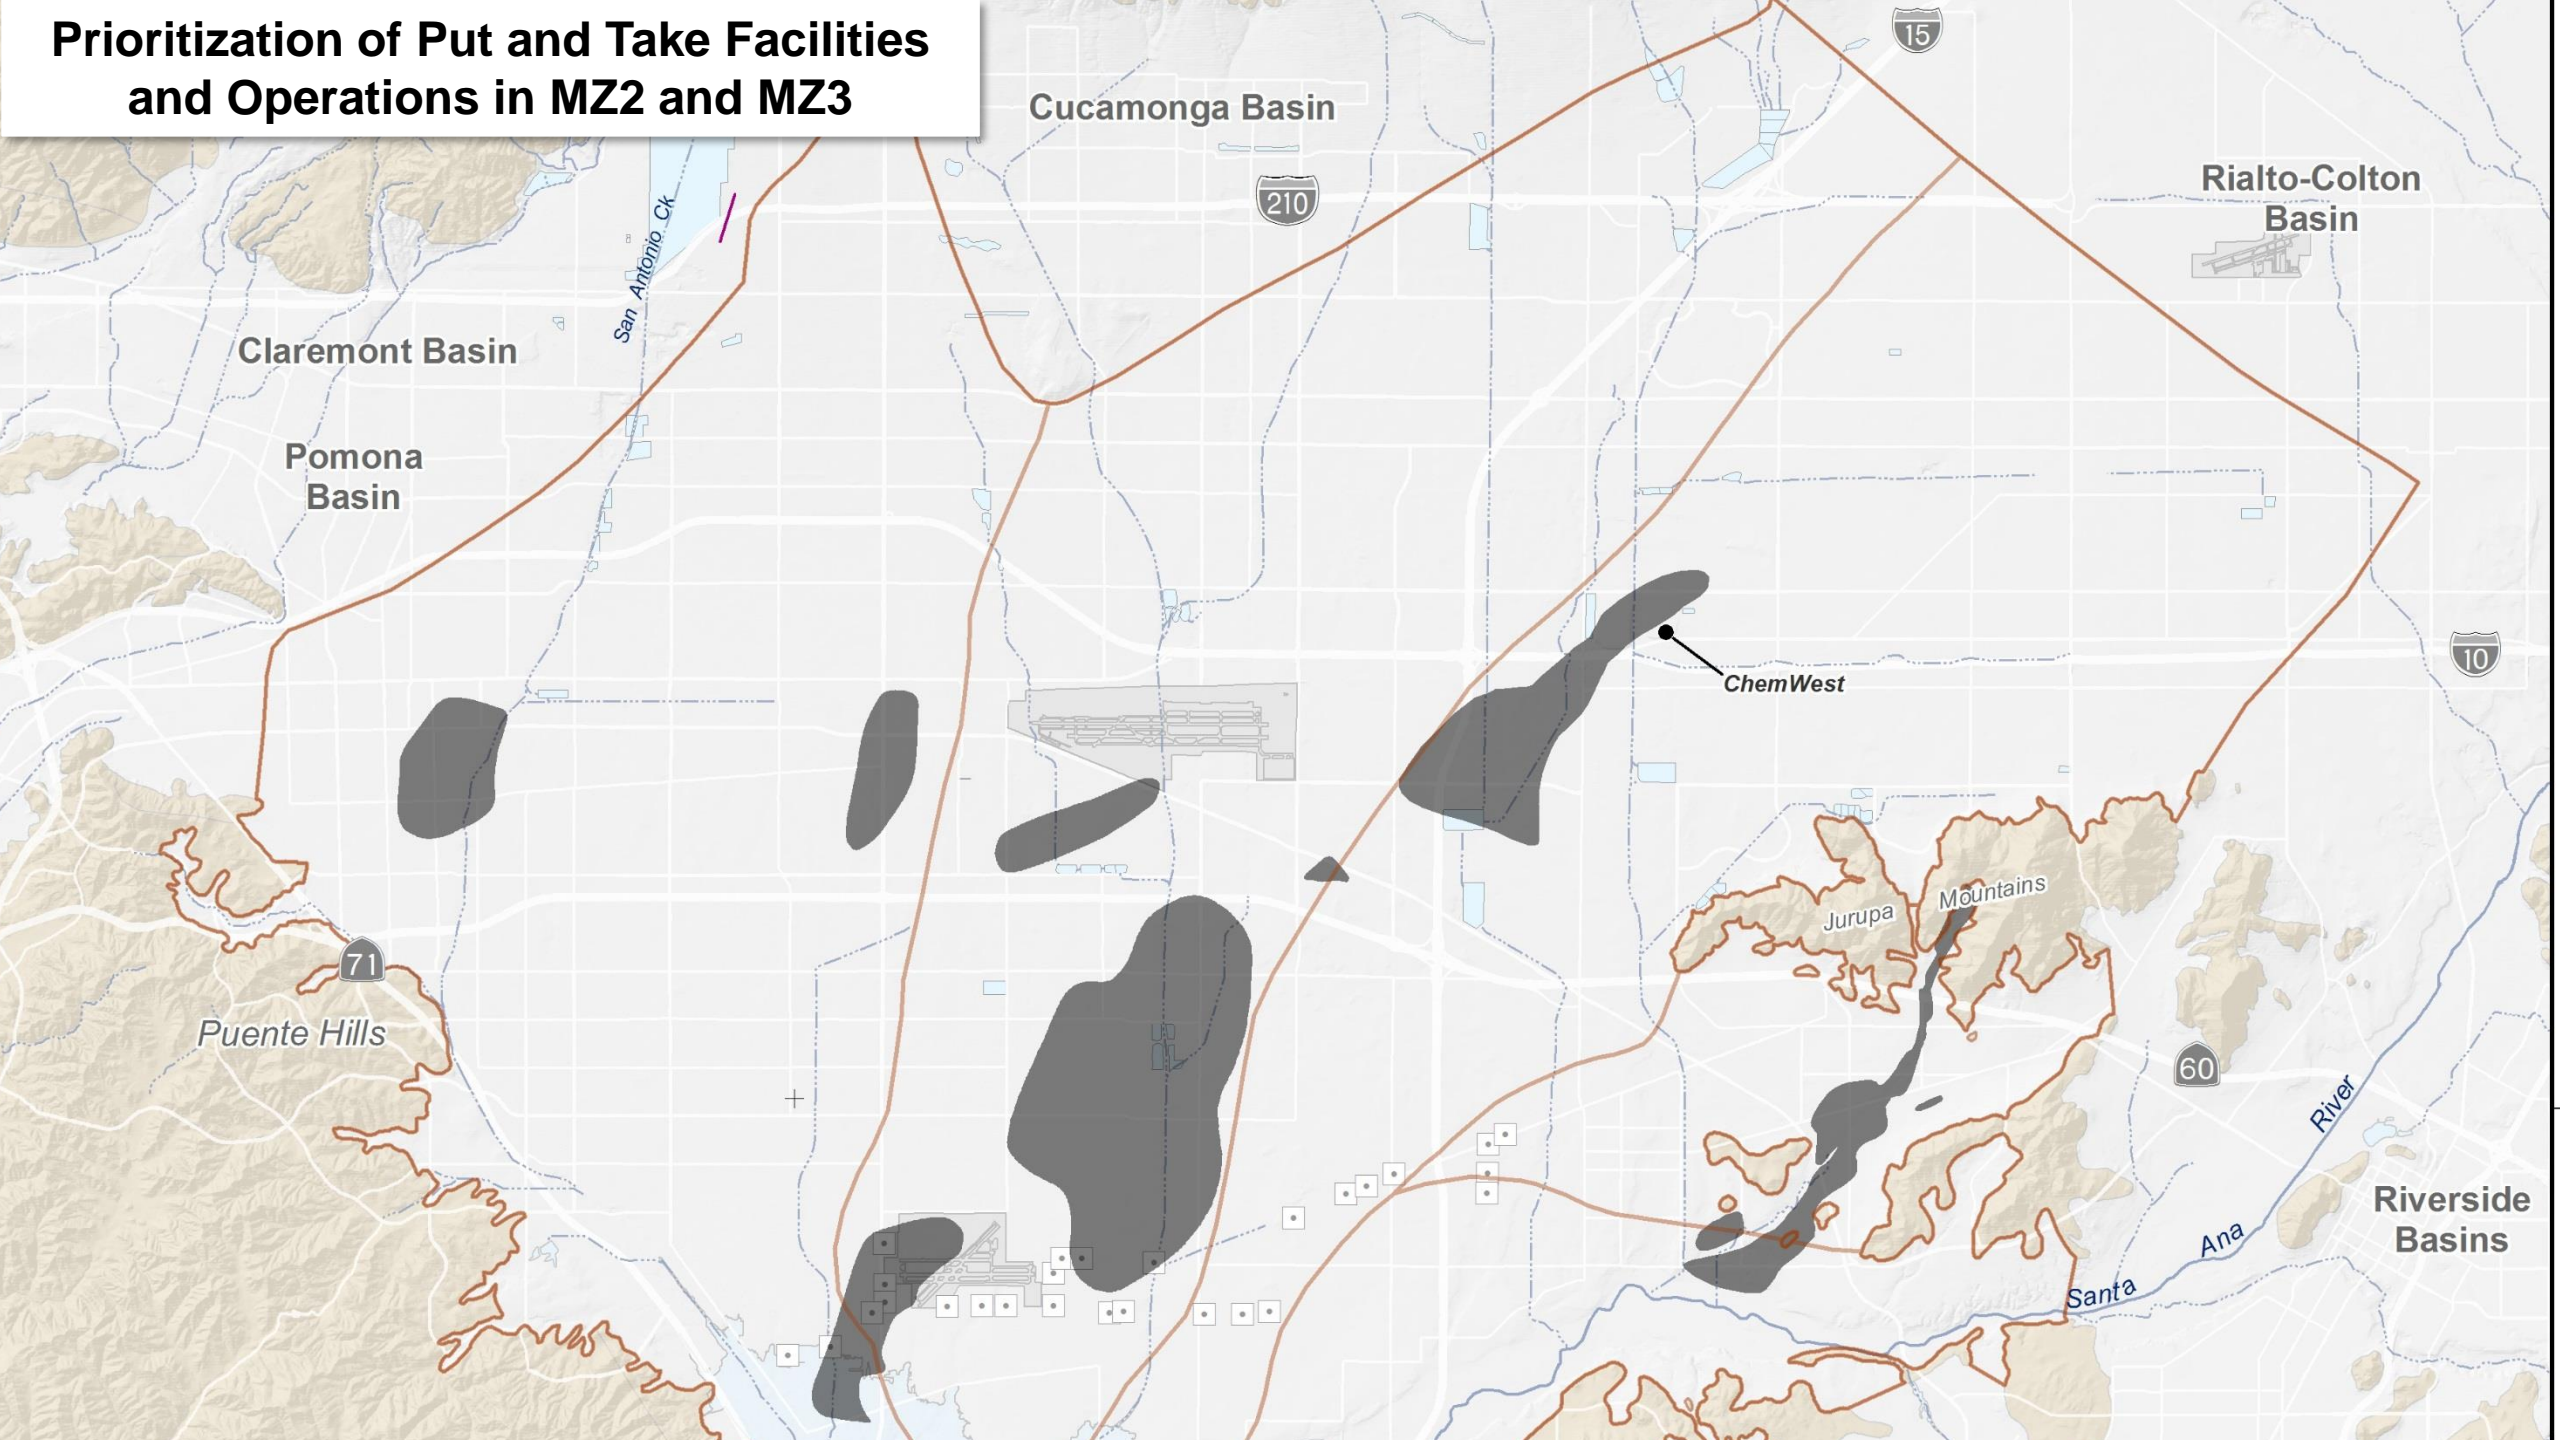 Prioritization of Put and Take Facilities
and Operations in MZ2 and MZ3
15
Cucamonga Basin
Rialto-Colton
Basin
210
San Antonio Ck
Claremont Basin
Pomona
Basin
10
ChemWest
Jurupa Mountains
71
Puente Hills
60
Riverside
Basins
Santa Ana River